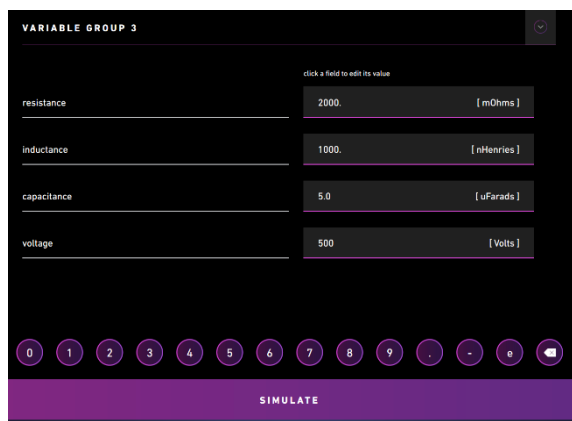 VARIABLE GROUP 3
click a field to edit its value
resistance 2000. [ mOhms ]
inductance 1000. [ nHenries ]
capacitance 5.0 [ uFarads ]
voltage 500 [ Volts ]
0 1 2 3 4 5 6 7 8 9 . - e
SIMULATE